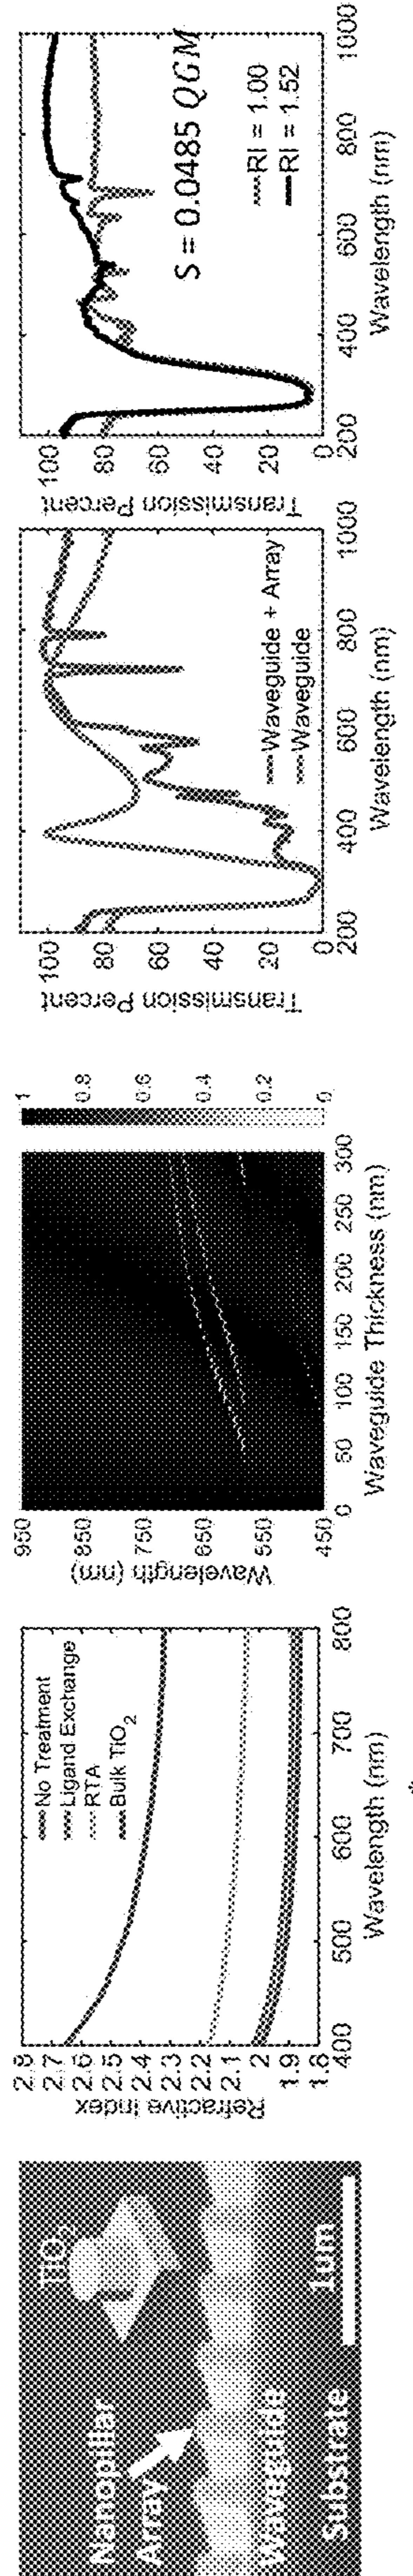 Nanopillar
Array
TiO2
Waveguide
Substrate
1um
Refractive index
2.8
2.7
2.6
2.5
2.4
2.3
2.2
2.1
2
1.9
1.8
400
500
600
700
800
Wavelength (nm)
No Treatment
Ligand Exchange
RTA
Bulk TiO2
*
Wavelength (nm)
950
850
750
650
550
450
0
50
100
150
200
250
300
Waveguide Thickness (nm)
1
0.8
0.6
0.4
0.2
0
Transmission Percent
100
80
60
40
20
0
200
400
600
800
1000
Wavelength (nm)
Waveguide + Array
Waveguide
Transmission Percent
100
80
60
40
20
0
200
400
600
800
1000
Wavelength (nm)
S = 0.0485 QGM
RI = 1.00
RI = 1.52